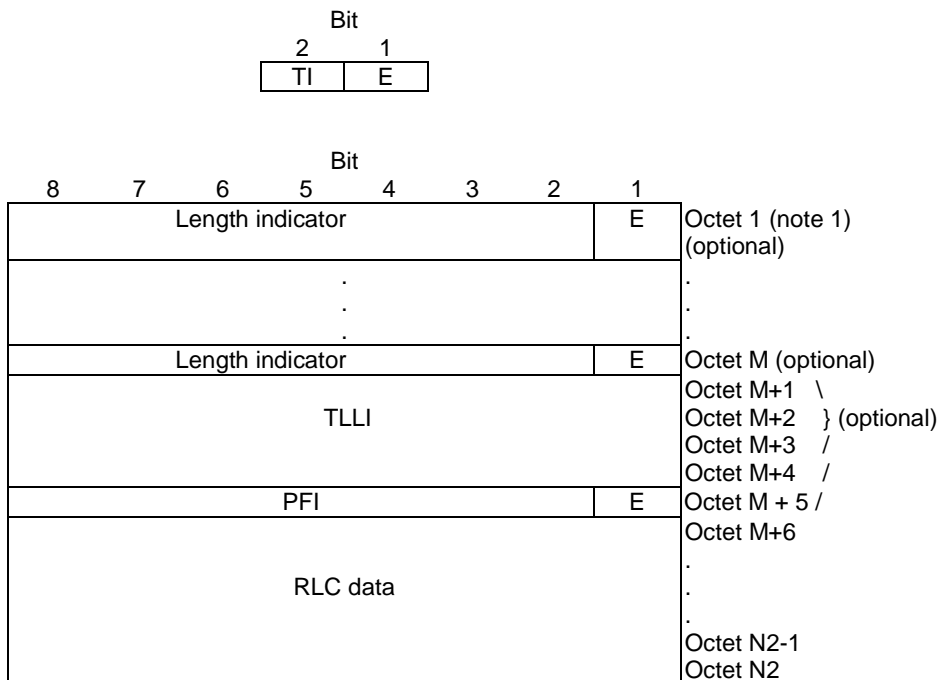 Bit
2 1
TI E
Bit
8 7 6 5 4 3 2 1
Length indicator E Octet 1 (note 1)
(optional)
. .
. .
. .
Length indicator E Octet M (optional)
Octet M+1 \
TLLI Octet M+2 } (optional)
Octet M+3 /
Octet M+4 /
PFI E Octet M + 5 /
Octet M+6
.
RLC data .
.
Octet N2-1
Octet N2